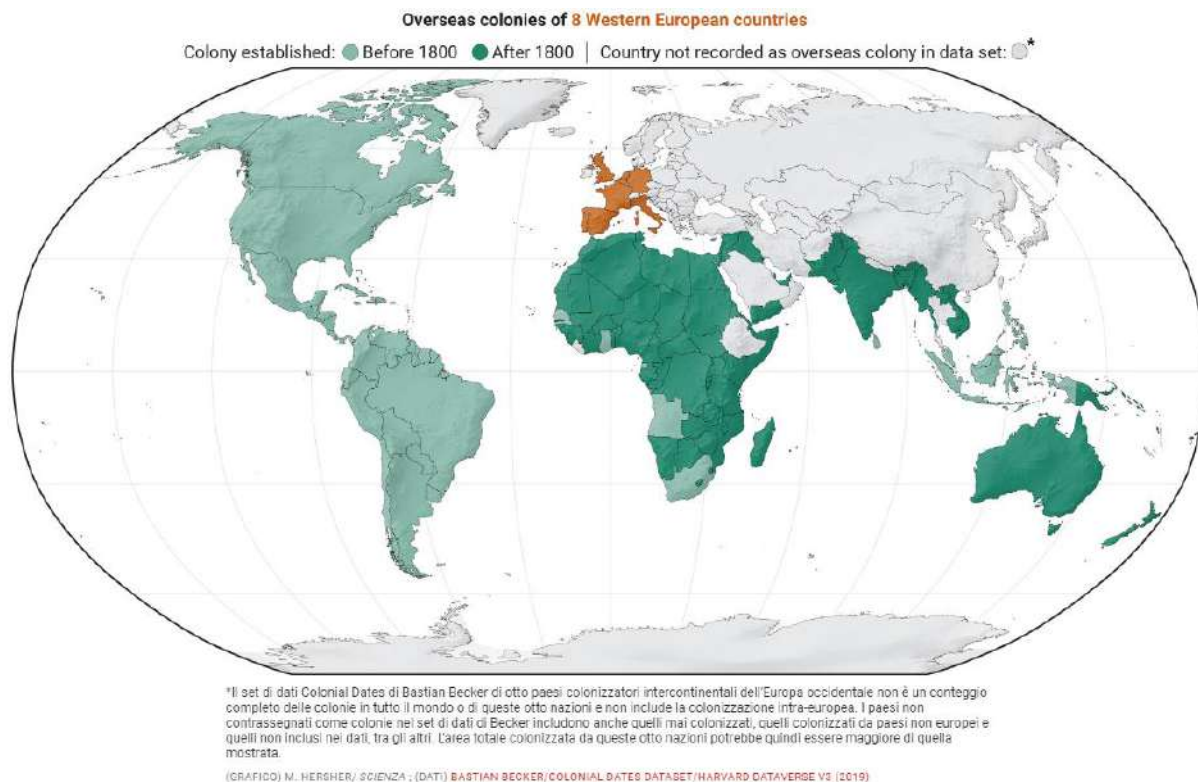 Overseas colonies of 8 Western European countries
Colony established: Before 1800 After 1800 | Country not recorded as overseas colony in data set: *
*Il set di dati Colonial Dates di Bastian Becker di otto paesi colonizzatori intercontinentali dell'Europa occidentale non è un conteggio
completo delle colonie in tutto il mondo o di queste otto nazioni e non include la colonizzazione intra-europea. I paesi non
contrassegnati come colonie nel set di dati di Becker includono anche quelli mai colonizzati, quelli colonizzati da paesi non europei e
quelli non inclusi nei dati, tra gli altri. L'area totale colonizzata da queste otto nazioni potrebbe quindi essere maggiore di quella
mostrata.
(GRAFICO) M. HERSHER/ SCIENZA ; (DATI) BASTIAN BECKER/COLONIAL DATES DATASET/HARVARD DATAVERSE V3 (2019)